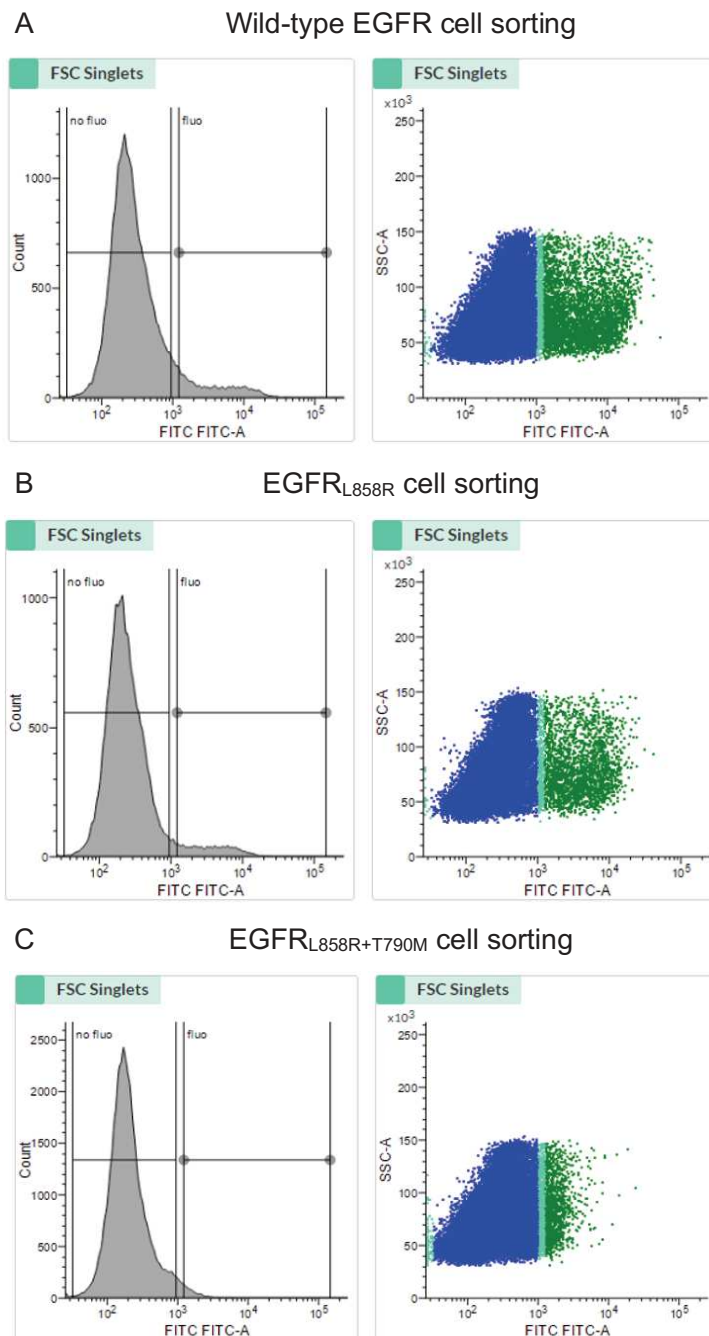 A Wild-type EGFR cell sorting
FSC Singlets
no fluo
fluo
1000
500
0
Count
10²
10³
10⁴
10⁵
FITC FITC-A
FSC Singlets
x10³
250
200
150
100
50
0
SSC-A
10²
10³
10⁴
10⁵
FITC FITC-A
B EGFR_L858R cell sorting
FSC Singlets
no fluo
fluo
1000
500
0
Count
10²
10³
10⁴
10⁵
FITC FITC-A
FSC Singlets
x10³
250
200
150
100
50
0
SSC-A
10²
10³
10⁴
10⁵
FITC FITC-A
C EGFR_L858R+T790M cell sorting
FSC Singlets
no fluo
fluo
2500
2000
1500
1000
500
0
Count
10²
10³
10⁴
10⁵
FITC FITC-A
FSC Singlets
x10³
250
200
150
100
50
0
SSC-A
10²
10³
10⁴
10⁵
FITC FITC-A